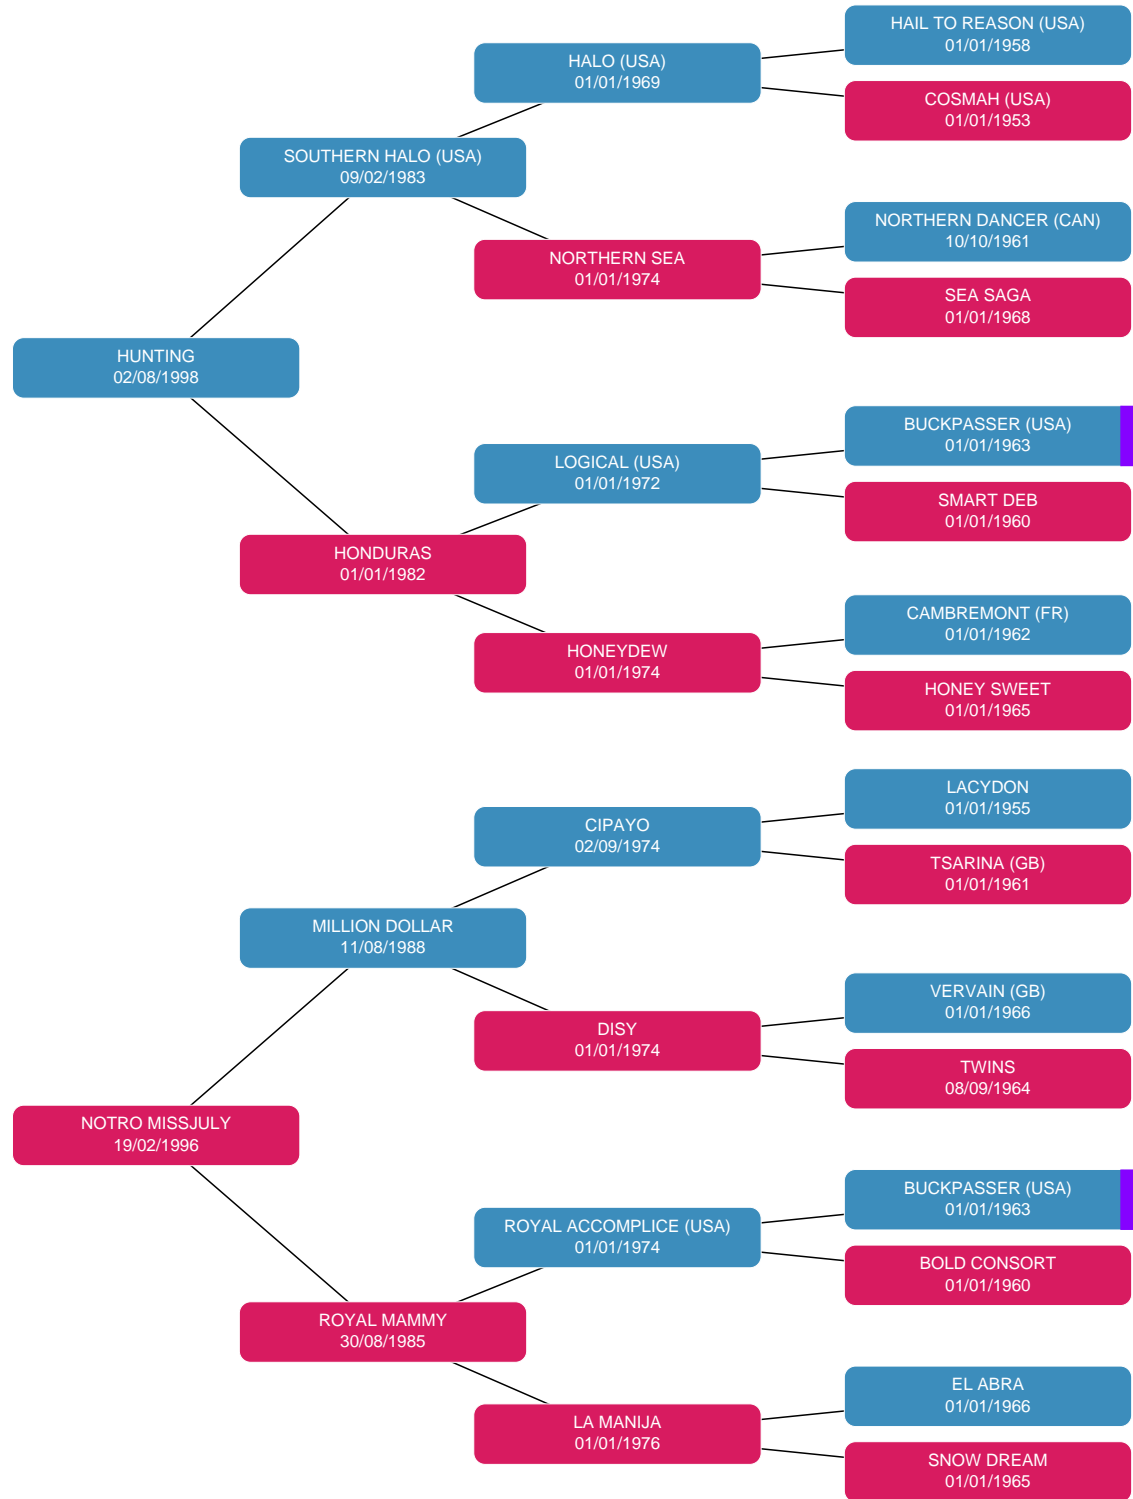 HAIL TO REASON (USA)
01/01/1958
HALO (USA)
01/01/1969
COSMAH (USA)
01/01/1953
SOUTHERN HALO (USA)
09/02/1983
NORTHERN DANCER (CAN)
10/10/1961
NORTHERN SEA
01/01/1974
SEA SAGA
01/01/1968
HUNTING
02/08/1998
BUCKPASSER (USA)
01/01/1963
LOGICAL (USA)
01/01/1972
SMART DEB
01/01/1960
HONDURAS
01/01/1982
CAMBREMONT (FR)
01/01/1962
HONEYDEW
01/01/1974
HONEY SWEET
01/01/1965
LACYDON
01/01/1955
CIPAYO
02/09/1974
TSARINA (GB)
01/01/1961
MILLION DOLLAR
11/08/1988
VERVAIN (GB)
01/01/1966
DISY
01/01/1974
TWINS
08/09/1964
NOTRO MISSJULY
19/02/1996
BUCKPASSER (USA)
01/01/1963
ROYAL ACCOMPLICE (USA)
01/01/1974
BOLD CONSORT
01/01/1960
ROYAL MAMMY
30/08/1985
EL ABRA
01/01/1966
LA MANIJA
01/01/1976
SNOW DREAM
01/01/1965